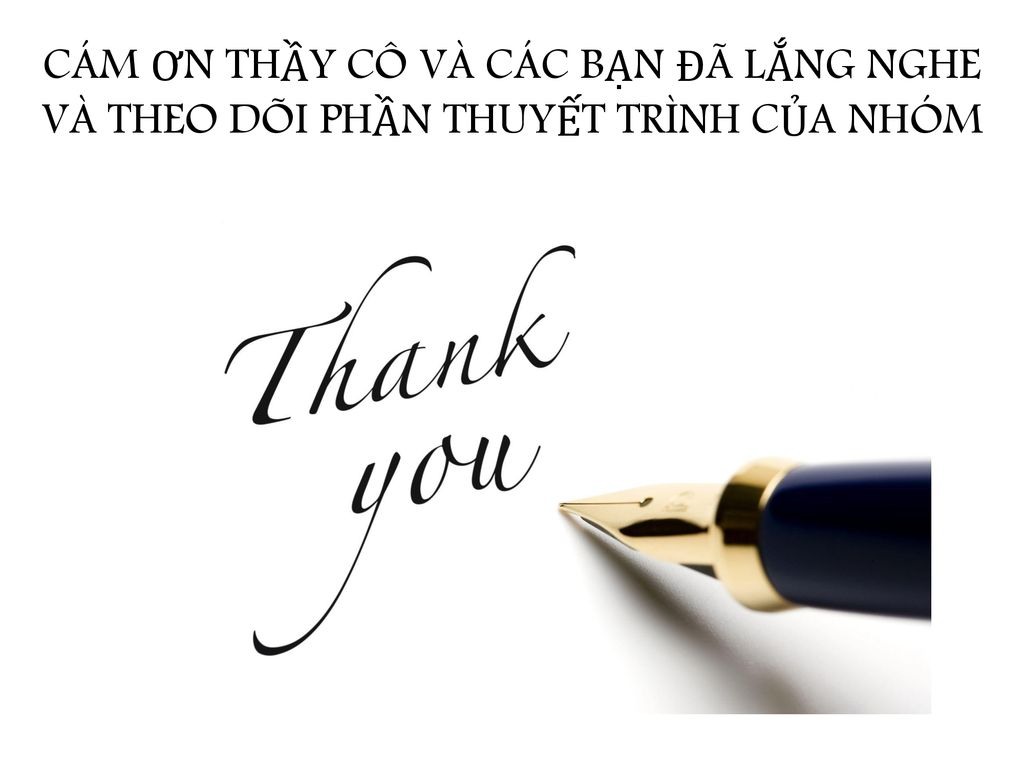 CÁM ƠN THẦY CÔ VÀ CÁC BẠN ĐÃ LẮNG NGHE
VÀ THEO DÕI PHẦN THUYẾT TRÌNH CỦA NHÓM
Thank
you